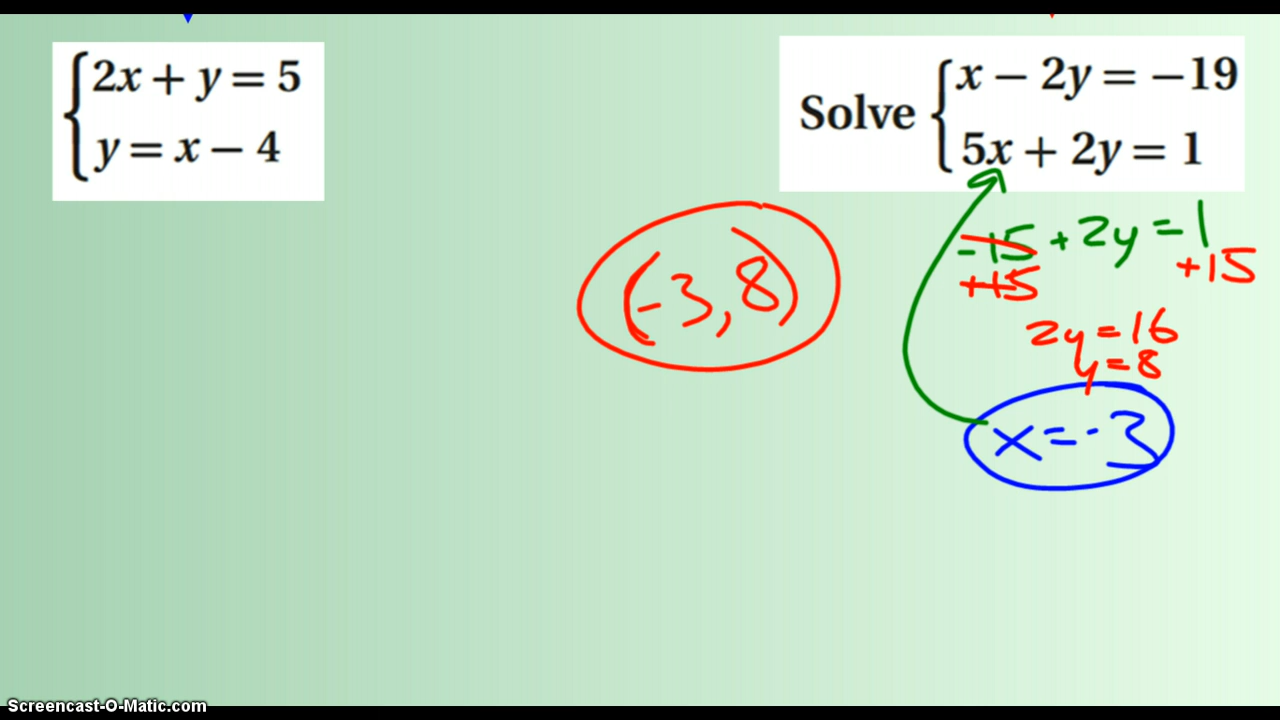 2x + y = 5
y = x − 4
Solve
x − 2y = −19
5x + 2y = 1
-15 + 2y = 1
+15 +15
2y = 16
y = 8
x = -3
(-3, 8)
Screencast-O-Matic.com